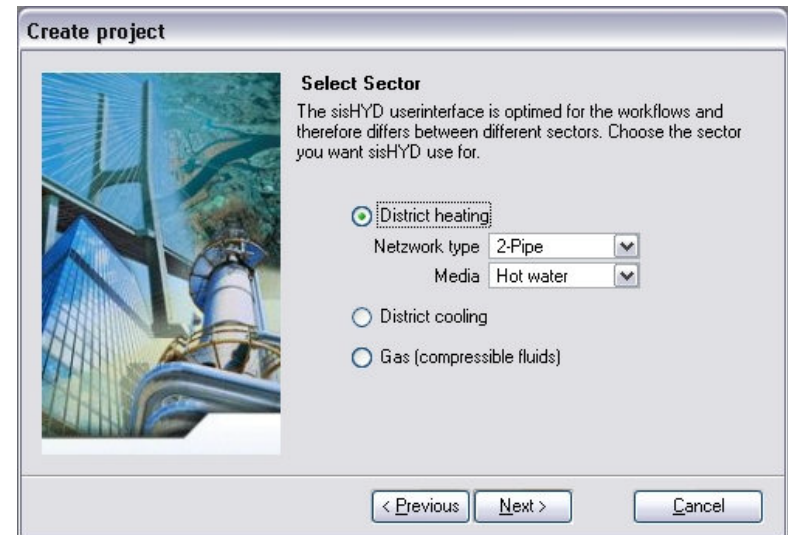 Create project
Select Sector
The sisHYD userinterface is optimed for the workflows and
therefore differs between different sectors. Choose the sector
you want sisHYD use for.
District heating
Netzwork type 2-Pipe
Media Hot water
District cooling
Gas (compressible fluids)
< Previous Next > Cancel